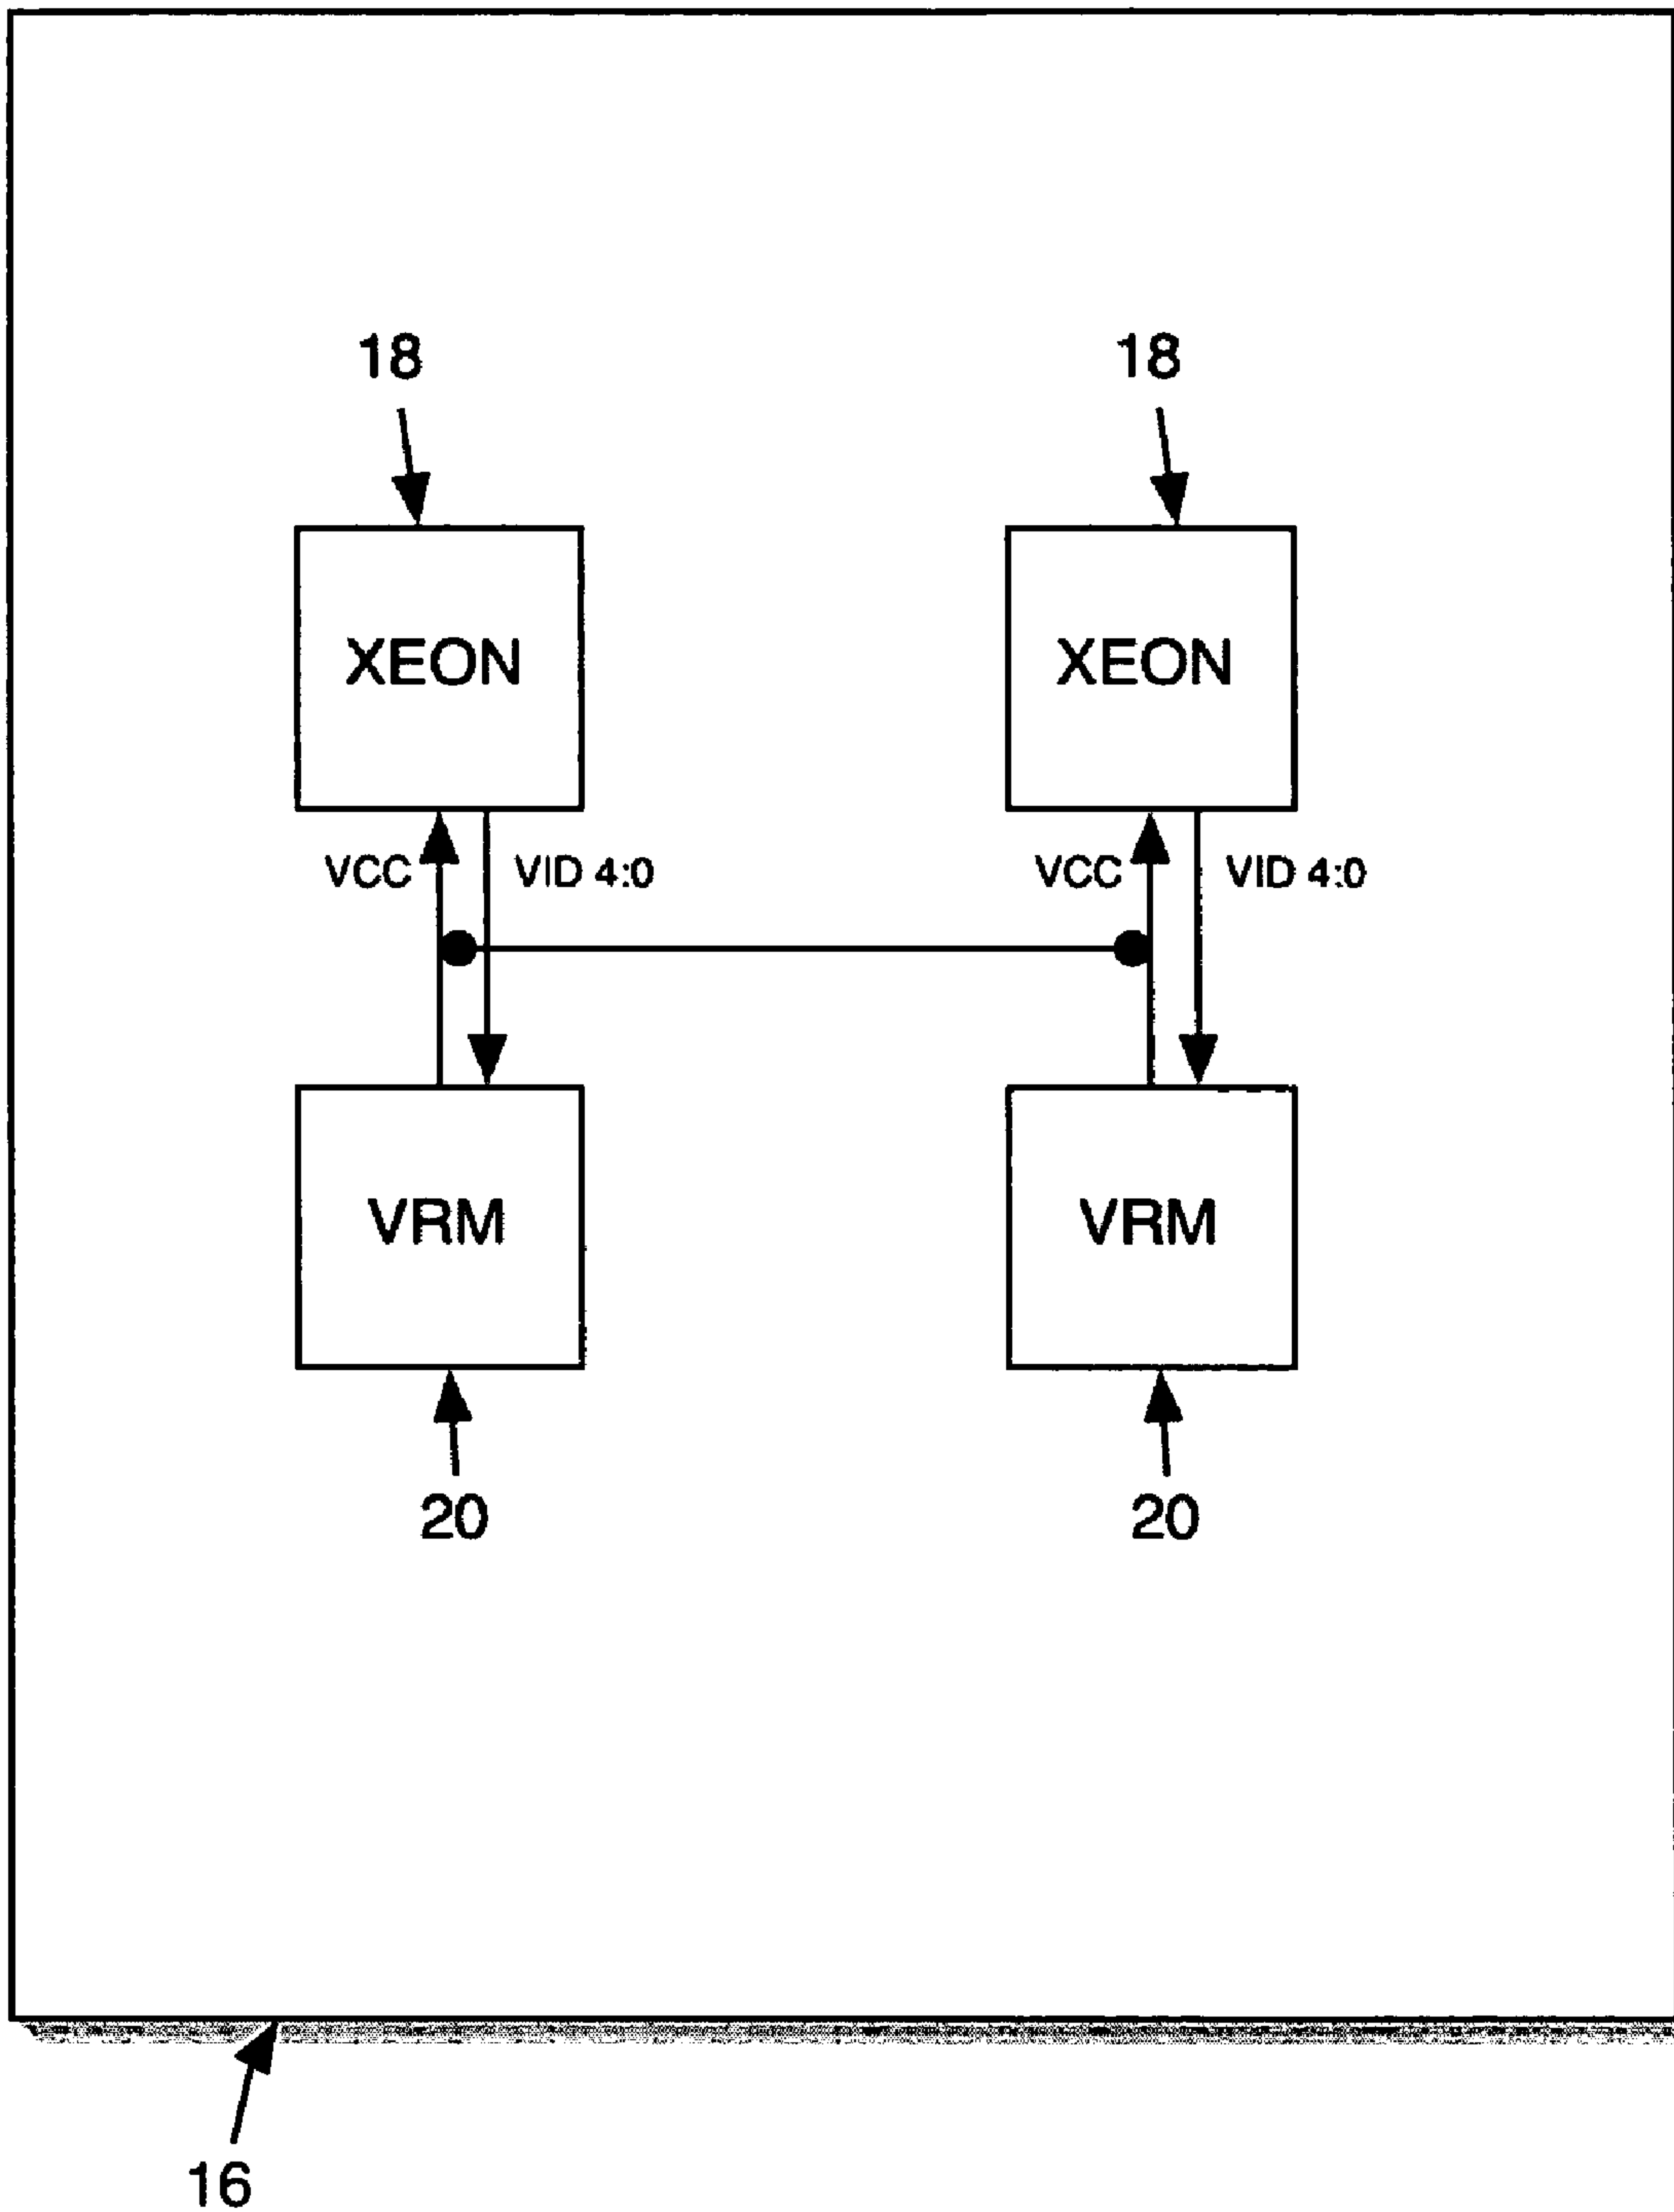 18 18
XEON XEON
VCC VID 4:0 VCC VID 4:0
VRM VRM
20 20
16